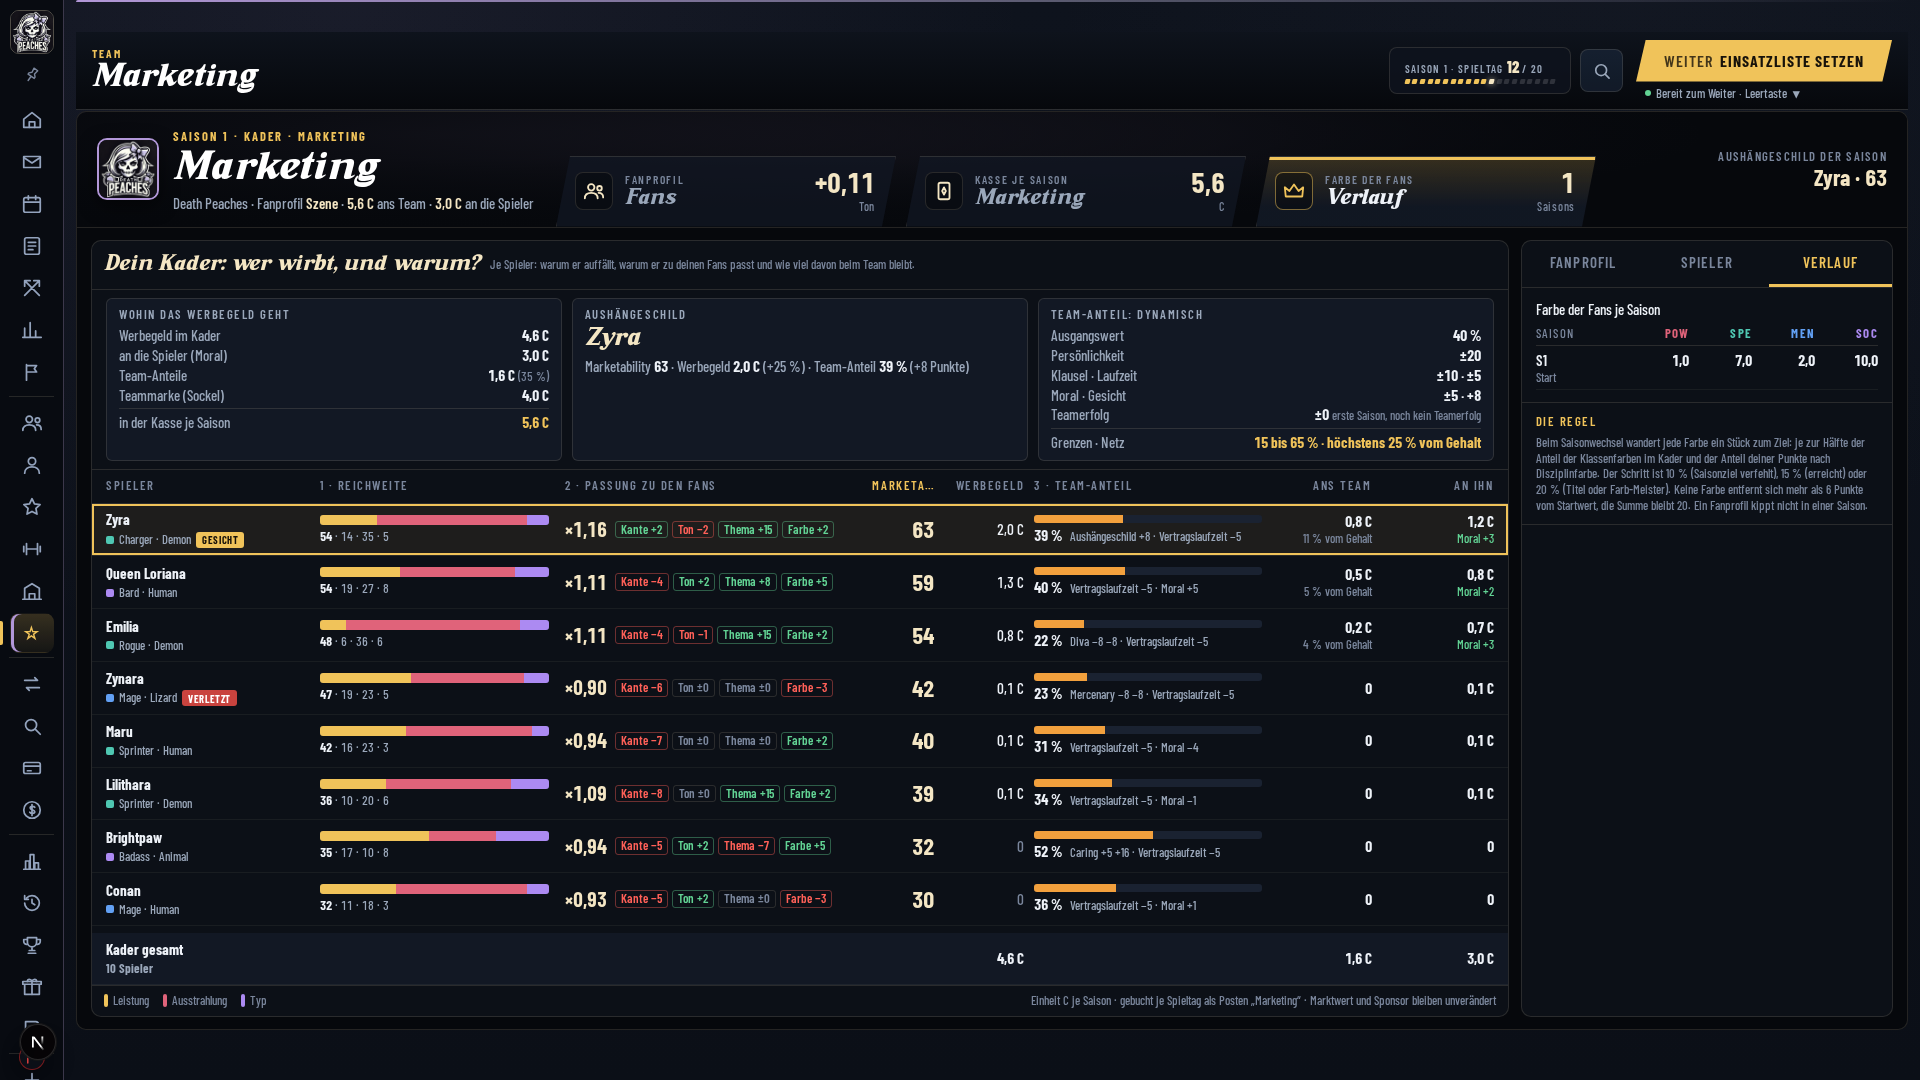 TEAM
Marketing
SAISON 1 · SPIELTAG 12 / 20
WEITER EINSATZLISTE SETZEN
Bereit zum Weiter · Leertaste ▼
PEACHES
SAISON 1 · KADER · MARKETING
Marketing
Death Peaches · Fanprofil Szene · 5,6 C ans Team · 3,0 C an die Spieler
FANPROFIL
Fans
+0,11
Ton
KASSE JE SAISON
Marketing
5,6
C
FARBE DER FANS
Verlauf
1
Saisons
AUSHÄNGESCHILD DER SAISON
Zyra · 63
Dein Kader: wer wirbt, und warum? Je Spieler: warum er auffällt, warum er zu deinen Fans passt und wie viel davon beim Team bleibt.
WOHIN DAS WERBEGELD GEHT
Werbegeld im Kader 4,6 C
an die Spieler (Moral) 3,0 C
Team-Anteile 1,6 C (35 %)
Teammarke (Sockel) 4,0 C
in der Kasse je Saison 5,6 C
AUSHÄNGESCHILD
Zyra
Marketability 63 · Werbegeld 2,0 C (+25 %) · Team-Anteil 39 % (+8 Punkte)
TEAM-ANTEIL: DYNAMISCH
Ausgangswert 40 %
Persönlichkeit ±20
Klausel · Laufzeit ±10 · ±5
Moral · Gesicht ±5 · +8
Teamerfolg ±0 erste Saison, noch kein Teamerfolg
Grenzen · Netz 15 bis 65 % · höchstens 25 % vom Gehalt
SPIELER 1 · REICHWEITE 2 · PASSUNG ZU DEN FANS MARKETA... WERBEGELD 3 · TEAM-ANTEIL ANS TEAM AN IHN
Zyra
Charger · Demon GESICHT
54 · 14 · 35 · 5
×1,16 Kante +2 Ton −2 Thema +15 Farbe +2 63 2,0 C
39 % Aushängeschild +8 · Vertragslaufzeit −5
0,8 C
11 % vom Gehalt
1,2 C
Moral +3
Queen Loriana
Bard · Human
54 · 19 · 27 · 8
×1,11 Kante −4 Ton +2 Thema +8 Farbe +5 59 1,3 C
40 % Vertragslaufzeit −5 · Moral +5
0,5 C
5 % vom Gehalt
0,8 C
Moral +2
Emilia
Rogue · Demon
48 · 6 · 36 · 6
×1,11 Kante −4 Ton −1 Thema +15 Farbe +2 54 0,8 C
22 % Diva −8 −8 · Vertragslaufzeit −5
0,2 C
4 % vom Gehalt
0,7 C
Moral +3
Zynara
Mage · Lizard VERLETZT
47 · 19 · 23 · 5
×0,90 Kante −6 Ton ±0 Thema ±0 Farbe −3 42 0,1 C
23 % Mercenary −8 −8 · Vertragslaufzeit −5
0
0,1 C
Maru
Sprinter · Human
42 · 16 · 23 · 3
×0,94 Kante −7 Ton ±0 Thema ±0 Farbe +2 40 0,1 C
31 % Vertragslaufzeit −5 · Moral −4
0
0,1 C
Lilithara
Sprinter · Demon
36 · 10 · 20 · 6
×1,09 Kante −8 Ton ±0 Thema +15 Farbe +2 39 0,1 C
34 % Vertragslaufzeit −5 · Moral −1
0
0,1 C
Brightpaw
Badass · Animal
35 · 17 · 10 · 8
×0,94 Kante −5 Ton +2 Thema −7 Farbe +5 32 0
52 % Caring +5 +16 · Vertragslaufzeit −5
0
0
Conan
Mage · Human
32 · 11 · 18 · 3
×0,93 Kante −5 Ton +2 Thema ±0 Farbe −3 30 0
36 % Vertragslaufzeit −5 · Moral +1
0
0
Kader gesamt
10 Spieler
4,6 C 1,6 C 3,0 C
Leistung Ausstrahlung Typ
Einheit C je Saison · gebucht je Spieltag als Posten „Marketing“ · Marktwert und Sponsor bleiben unverändert
FANPROFIL SPIELER VERLAUF
Farbe der Fans je Saison
SAISON POW SPE MEN SOC
S1 1,0 7,0 2,0 10,0
Start
DIE REGEL
Beim Saisonwechsel wandert jede Farbe ein Stück zum Ziel: je zur Hälfte der
Anteil der Klassenfarben im Kader und der Anteil deiner Punkte nach
Disziplinfarbe. Der Schritt ist 10 % (Saisonziel verfehlt), 15 % (erreicht) oder
20 % (Titel oder Farb-Meister). Keine Farbe entfernt sich mehr als 6 Punkte
vom Startwert, die Summe bleibt 20. Ein Fanprofil kippt nicht in einer Saison.
N